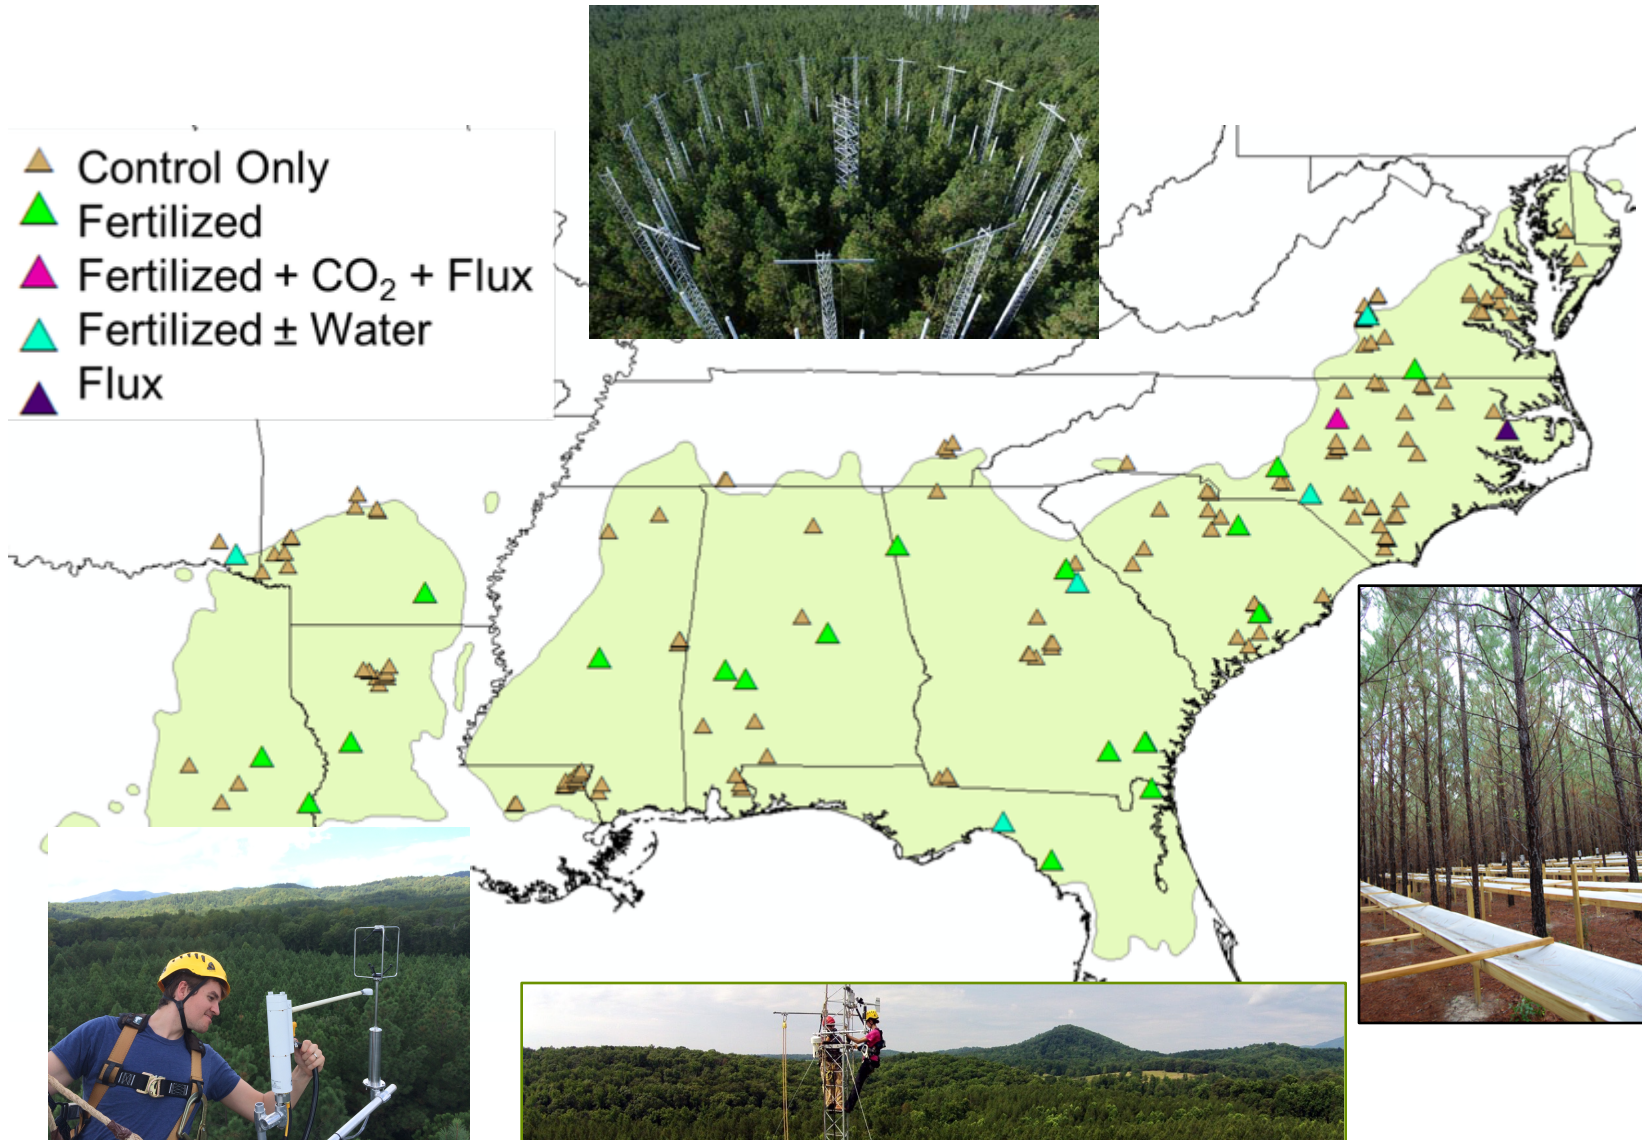 Control Only
Fertilized
Fertilized + CO₂ + Flux
Fertilized ± Water
Flux